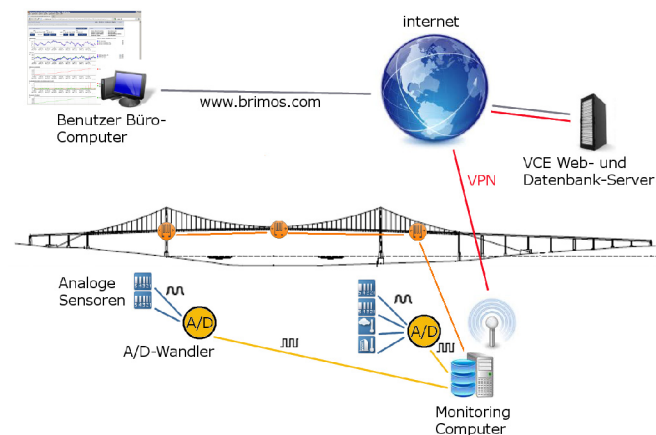 internet
www.brimos.com
Benutzer Büro-
Computer
VCE Web- und
Datenbank-Server
VPN
Analoge
Sensoren
A/D
A/D
A/D-Wandler
Monitoring
Computer